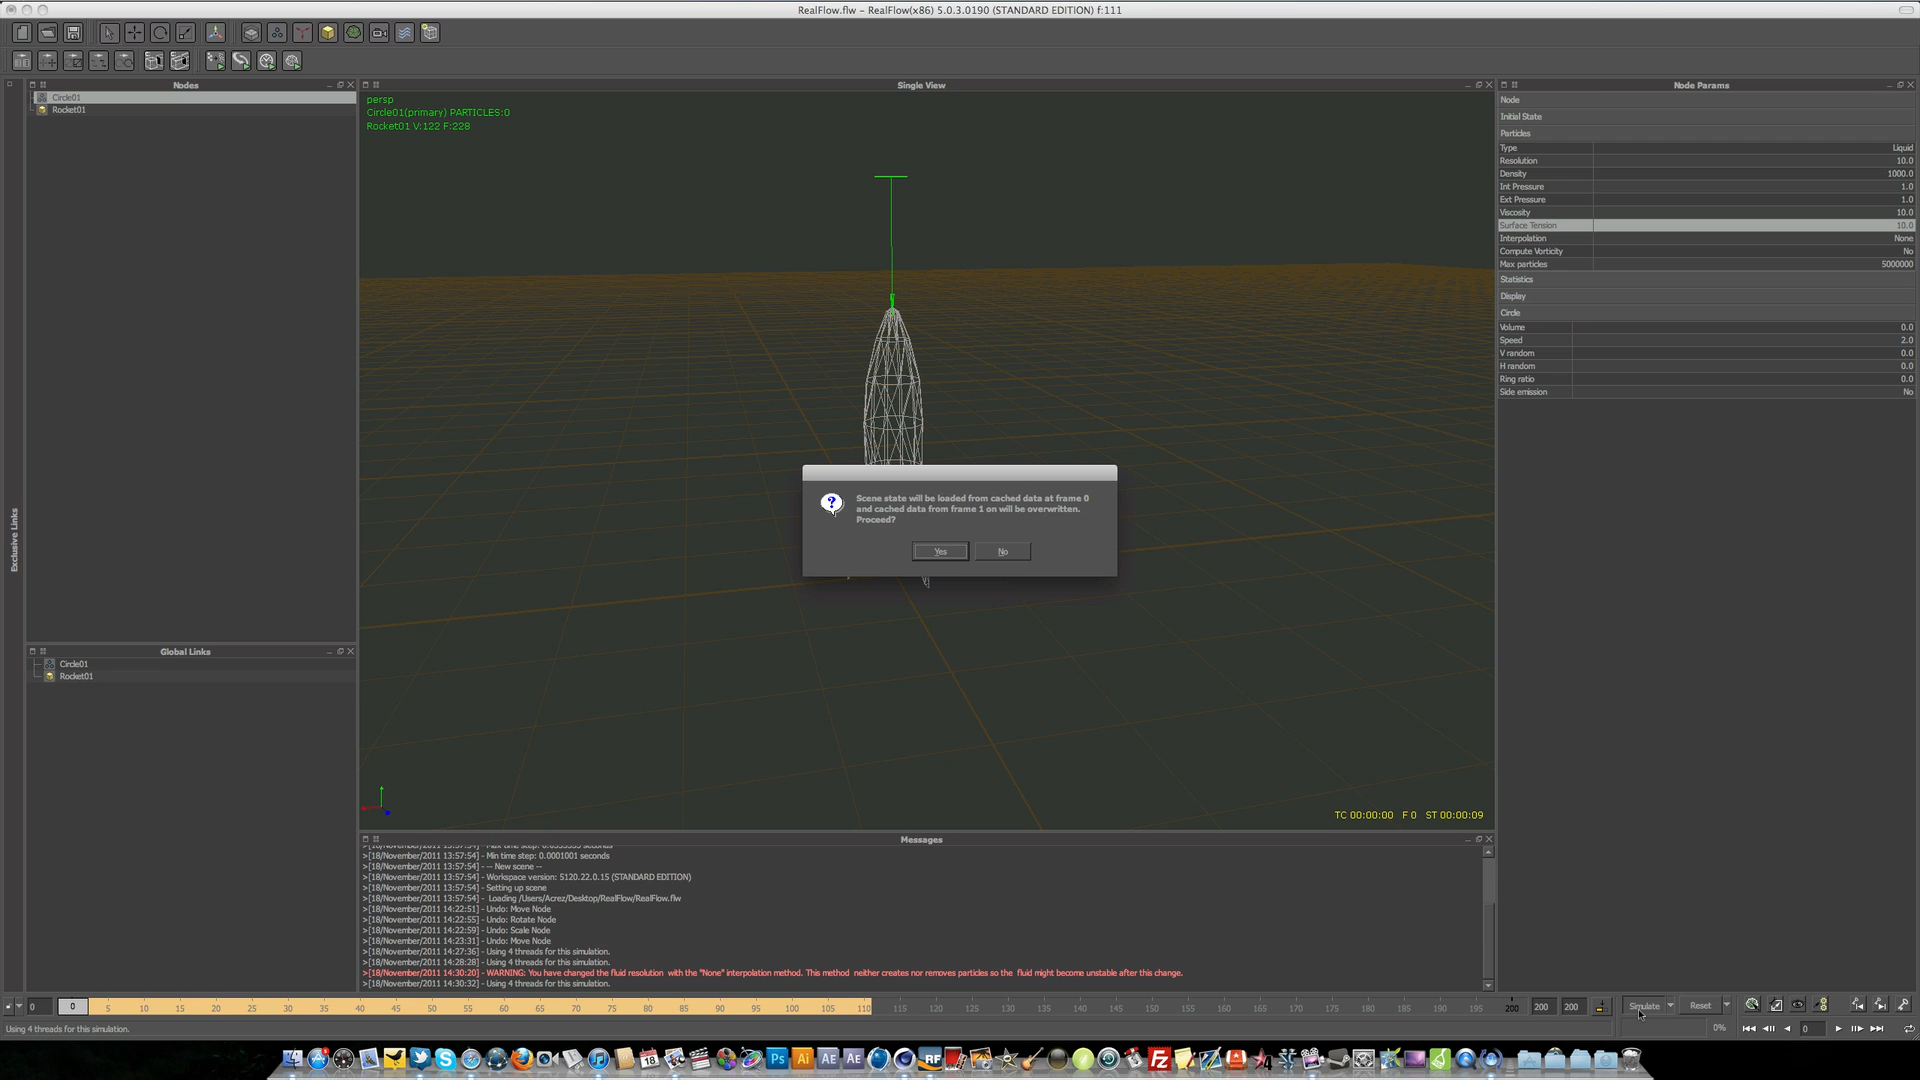 RealFlow.flw - RealFlow(x86) 5.0.3.0190 (STANDARD EDITION) f:111
Nodes
Circle01
Rocket01
Exclusive Links
Global Links
Circle01
Rocket01
Single View
persp
Circle01(primary) PARTICLES:0
Rocket01 V:122 F:228
Scene state will be loaded from cached data at frame 0
and cached data from frame 1 on will be overwritten.
Proceed?
Yes No
TC 00:00:00 F 0 ST 00:00:09
Node Params
Node
Initial State
Particles
Type Liquid
Resolution 10.0
Density 1000.0
Int Pressure 1.0
Ext Pressure 1.0
Viscosity 10.0
Surface Tension 10.0
Interpolation None
Compute Vorticity No
Max particles 5000000
Statistics
Display
Circle
Volume 0.0
Speed 2.0
V random 0.0
H random 0.0
Ring ratio 0.0
Side emission No
Messages
>[18/November/2011 13:57:54] - Min time step: 0.0001001 seconds
>[18/November/2011 13:57:54] - -- New scene --
>[18/November/2011 13:57:54] - Workspace version: 5120.22.0.15 (STANDARD EDITION)
>[18/November/2011 13:57:54] - Setting up scene
>[18/November/2011 13:57:54] - Loading /Users/Acrez/Desktop/RealFlow/RealFlow.flw
>[18/November/2011 14:22:51] - Undo: Move Node
>[18/November/2011 14:22:55] - Undo: Rotate Node
>[18/November/2011 14:22:59] - Undo: Scale Node
>[18/November/2011 14:23:31] - Undo: Move Node
>[18/November/2011 14:27:36] - Using 4 threads for this simulation.
>[18/November/2011 14:28:28] - Using 4 threads for this simulation.
>[18/November/2011 14:30:20] - WARNING: You have changed the fluid resolution with the "None" interpolation method. This method neither creates nor removes particles so the fluid might become unstable after this change.
>[18/November/2011 14:30:32] - Using 4 threads for this simulation.
0 0 5 10 15 20 25 30 35 40 45 50 55 60 65 70 75 80 85 90 95 100 105 110 115 120 125 130 135 140 145 150 155 160 165 170 175 180 185 190 195 200 200 200 Simulate Reset
Using 4 threads for this simulation. 0% 0
18 Ps Ai AE AE RF FZ